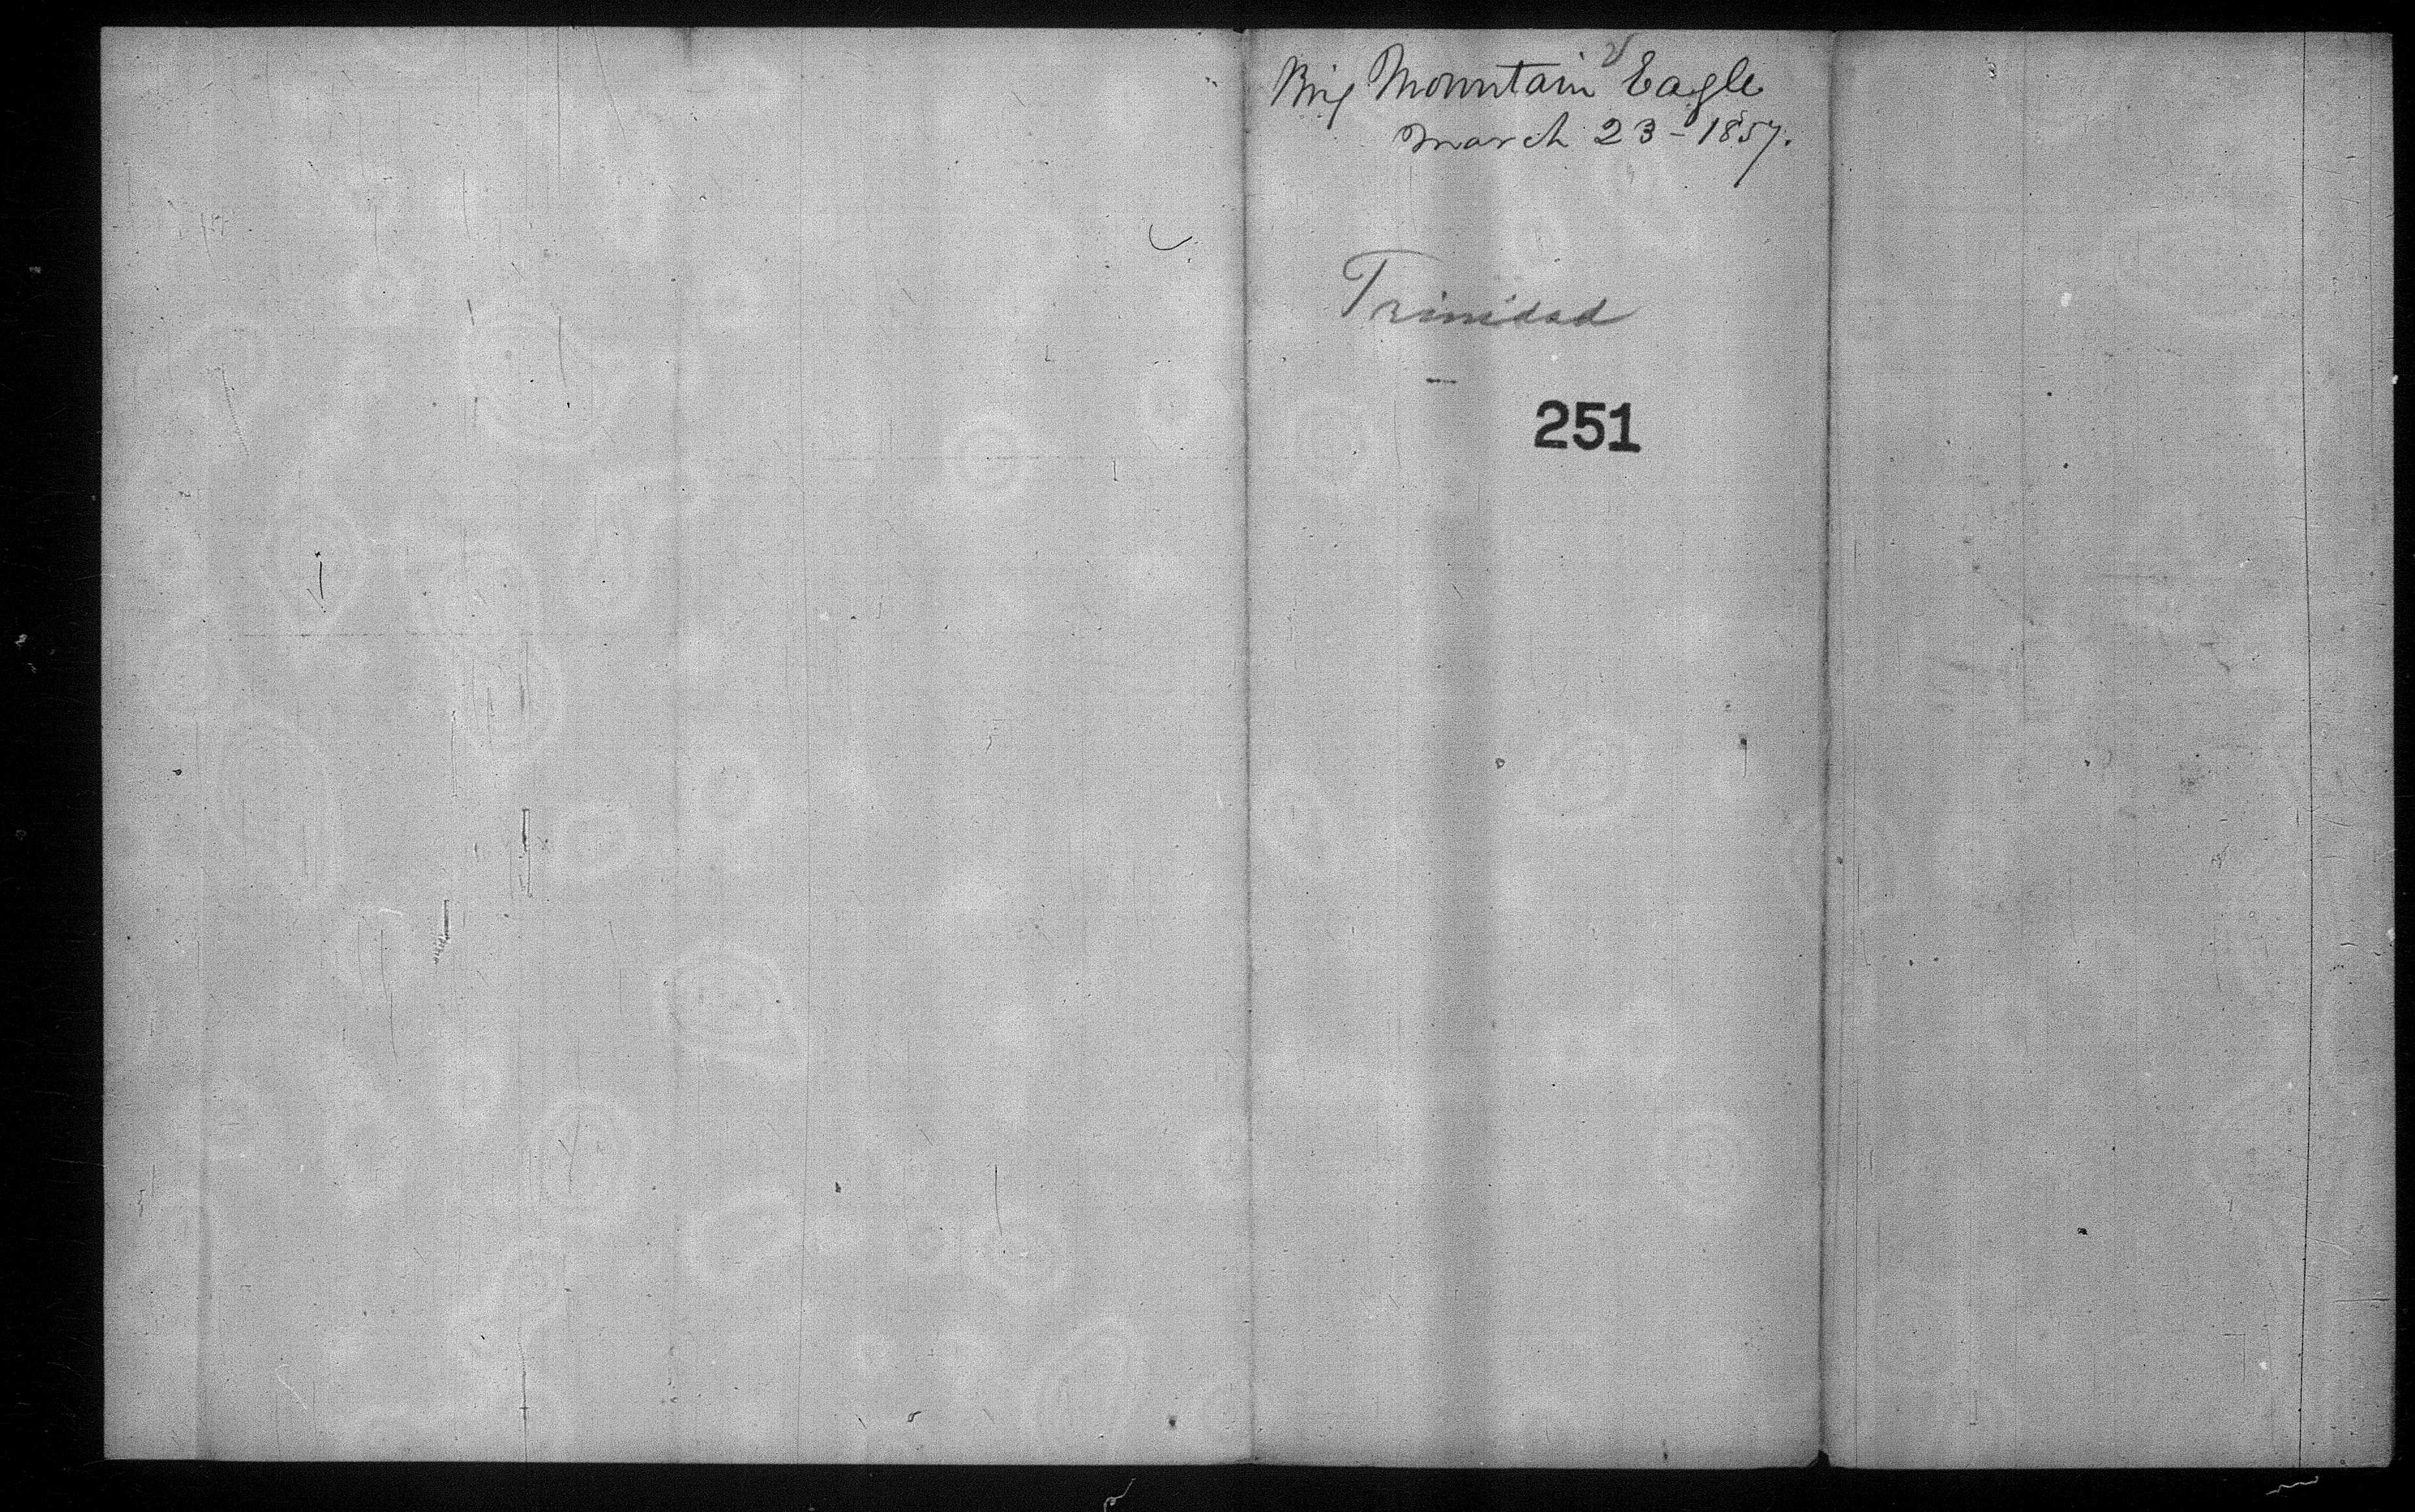 Brig Mountain Eagle
March 23 - 1857.
Trinidad
251